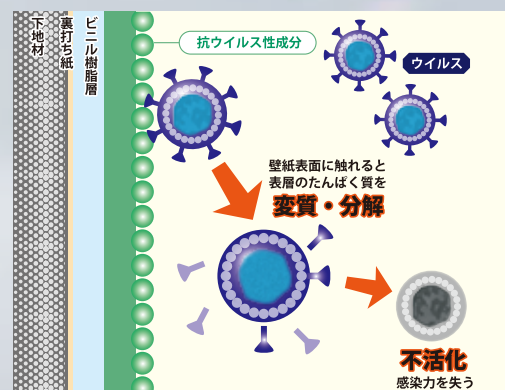 下地材
裏打ち紙
ビニル樹脂層
抗ウイルス性成分
ウイルス
壁紙表面に触れると
表層のたんぱく質を
変質・分解
不活化
感染力を失う